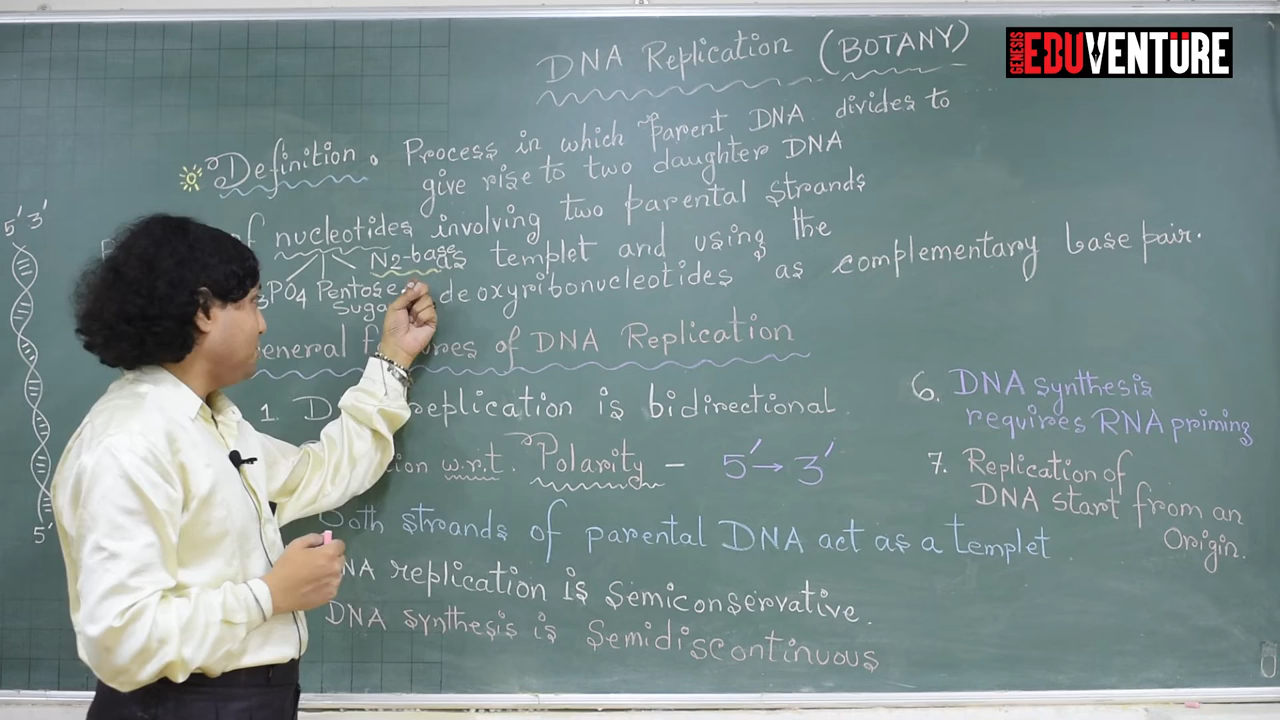 DNA Replication (BOTANY)
GENESIS EDUVENTURE
Definition. Process in which Parent DNA divides to
give rise to two daughter DNA
of nucleotides involving two parental strands
N2-base as templet and using the
PO4 Pentose deoxyribonucleotides as complementary base pair.
of DNA Replication
1. replication is bidirectional.
w.r.t. Polarity - 5' → 3'
Both strands of parental DNA act as a templet
DNA replication is Semiconservative.
DNA synthesis is Semidiscontinuous
6. DNA synthesis
requires RNA priming
7. Replication of
DNA start from an
Origin.
5' 3'
5'